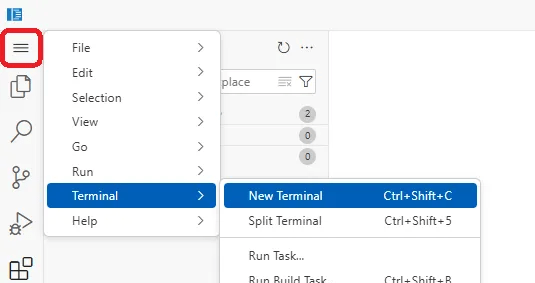 File
Edit
Selection
View
Go
Run
Terminal
Help
place
2
0
0
New Terminal Ctrl+Shift+C
Split Terminal Ctrl+Shift+5
Run Task...
Run Build Task Ctrl+Shift+B